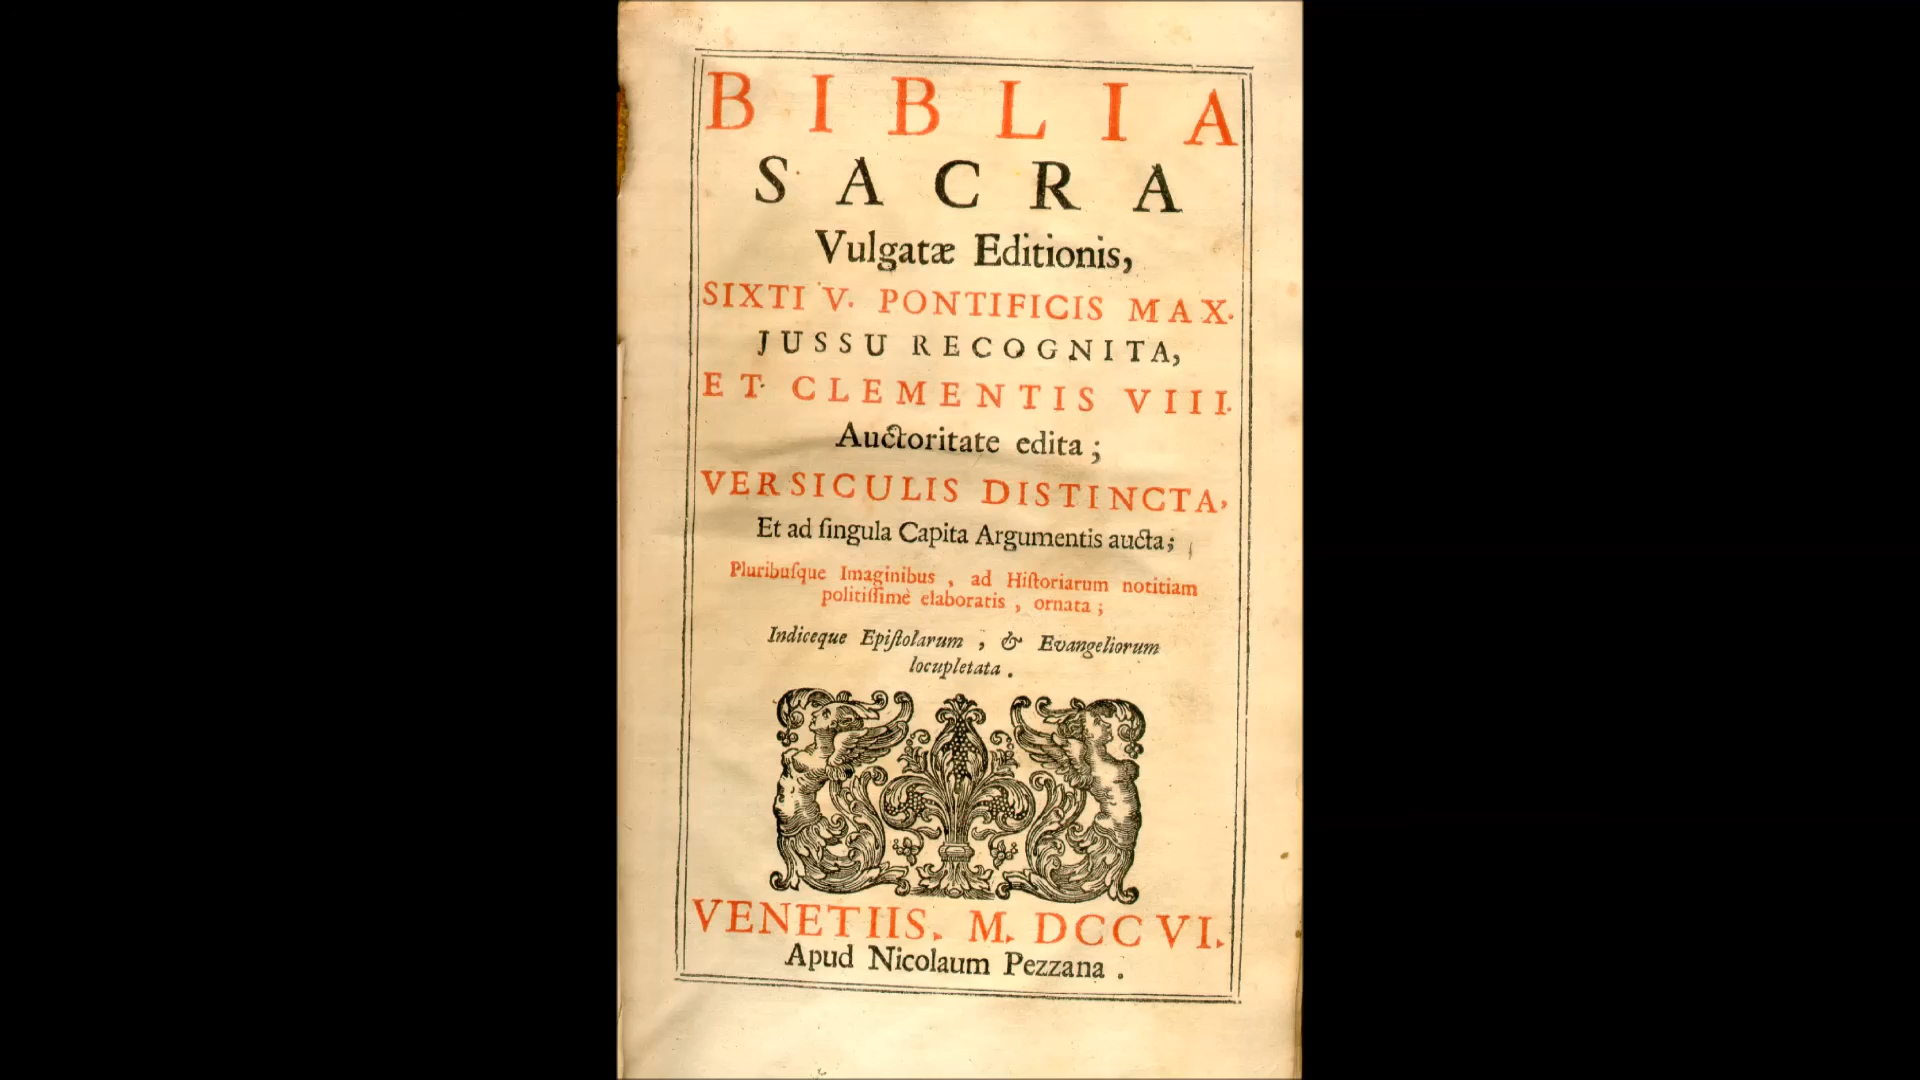 BIBLIA
SACRA
Vulgatæ Editionis,
SIXTI V. PONTIFICIS MAX.
JUSSU RECOGNITA,
ET CLEMENTIS VIII.
Auctoritate edita;
VERSICULIS DISTINCTA,
Et ad ſingula Capita Argumentis aucta;
Pluribuſque Imaginibus, ad Hiſtoriarum notitiam
politiſſimè elaboratis, ornata;
Indiceque Epiſtolarum, & Evangeliorum
locupletata.
VENETIIS. M. DCCVI.
Apud Nicolaum Pezzana.